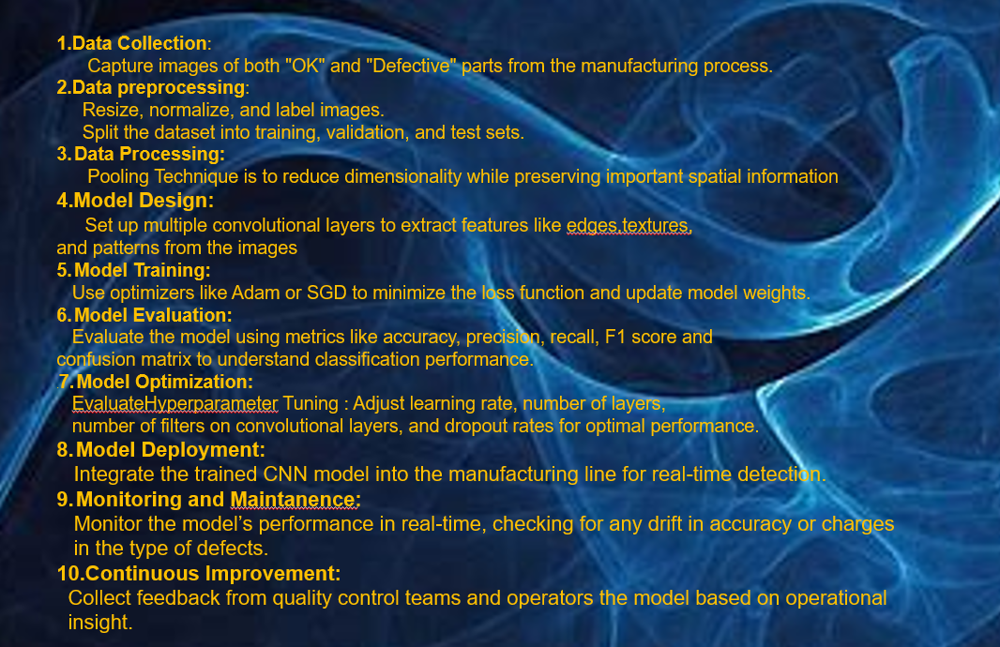 1.Data Collection:
Capture images of both "OK" and "Defective" parts from the manufacturing process.
2.Data preprocessing:
Resize, normalize, and label images.
Split the dataset into training, validation, and test sets.
3.Data Processing:
Pooling Technique is to reduce dimensionality while preserving important spatial information
4.Model Design:
Set up multiple convolutional layers to extract features like edges,textures,
and patterns from the images
5.Model Training:
Use optimizers like Adam or SGD to minimize the loss function and update model weights.
6.Model Evaluation:
Evaluate the model using metrics like accuracy, precision, recall, F1 score and
confusion matrix to understand classification performance.
7.Model Optimization:
EvaluateHyperparameter Tuning : Adjust learning rate, number of layers,
number of filters on convolutional layers, and dropout rates for optimal performance.
8.Model Deployment:
Integrate the trained CNN model into the manufacturing line for real-time detection.
9.Monitoring and Maintanence:
Monitor the model’s performance in real-time, checking for any drift in accuracy or charges
in the type of defects.
10.Continuous Improvement:
Collect feedback from quality control teams and operators the model based on operational
insight.